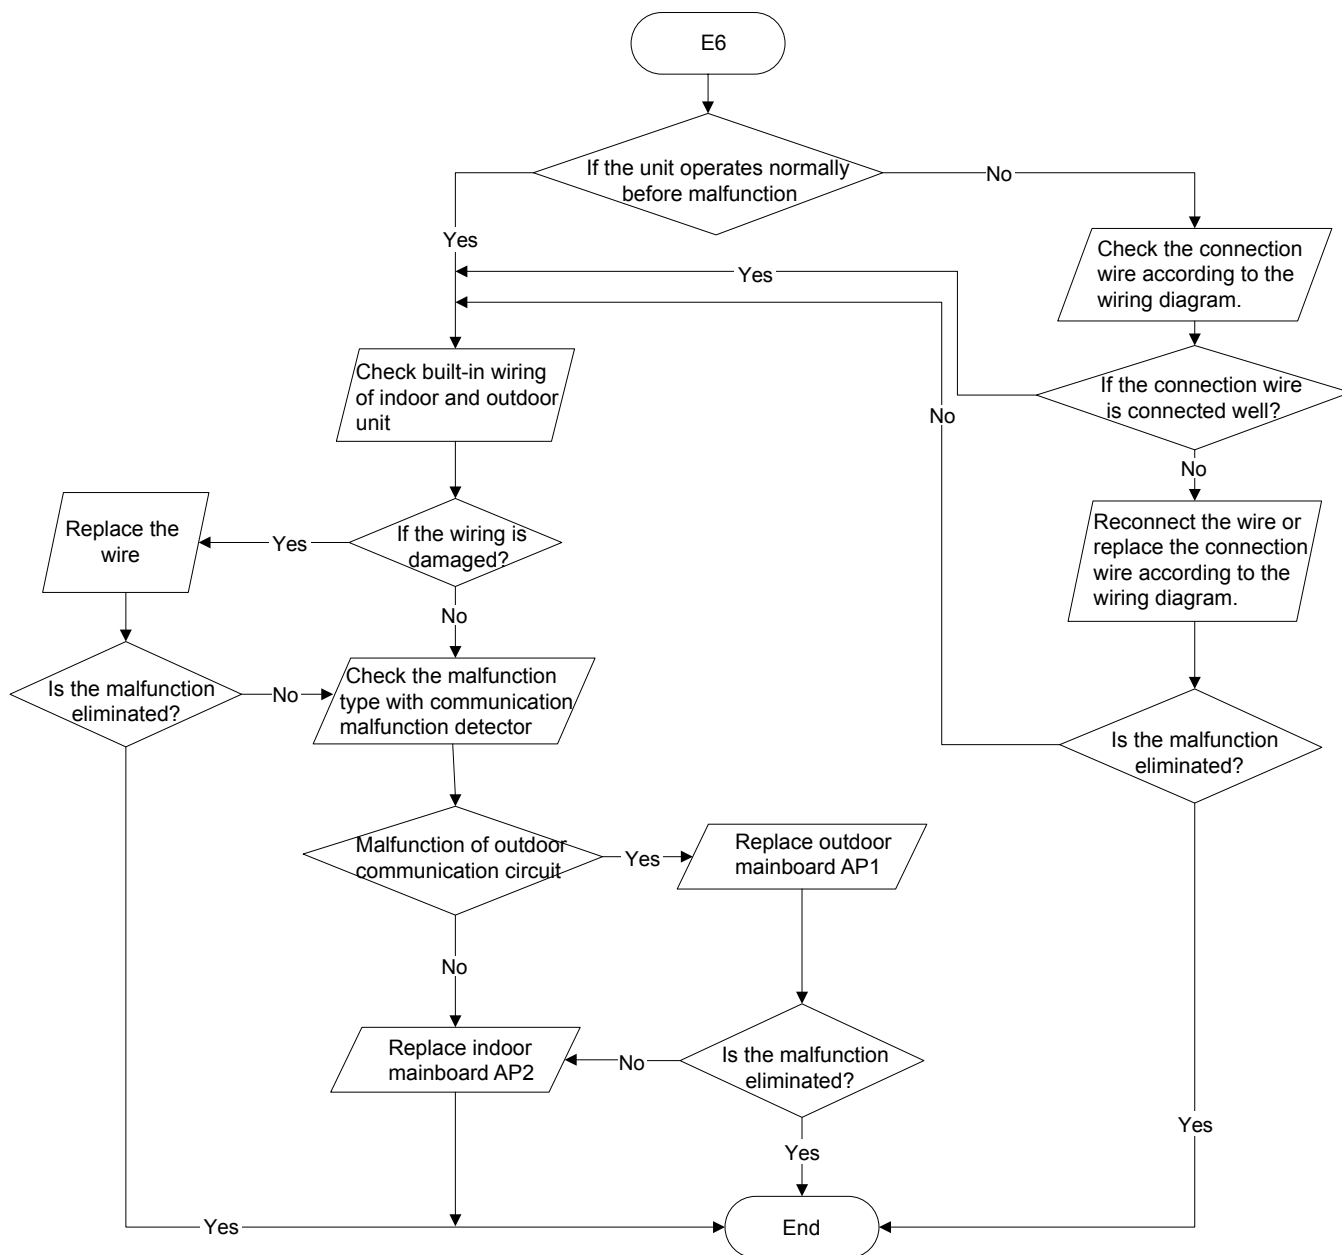 E6
If the unit operates normally
before malfunction
No
Yes
Check the connection
wire according to the
wiring diagram.
Yes
Check built-in wiring
of indoor and outdoor
unit
If the connection wire
is connected well?
No
No
Replace the
wire
Yes
If the wiring is
damaged?
Reconnect the wire or
replace the connection
wire according to the
wiring diagram.
No
Is the malfunction
eliminated?
No
Check the malfunction
type with communication
malfunction detector
Is the malfunction
eliminated?
Malfunction of outdoor
communication circuit
Yes
Replace outdoor
mainboard AP1
No
Replace indoor
mainboard AP2
No
Is the malfunction
eliminated?
Yes
Yes
Yes
End